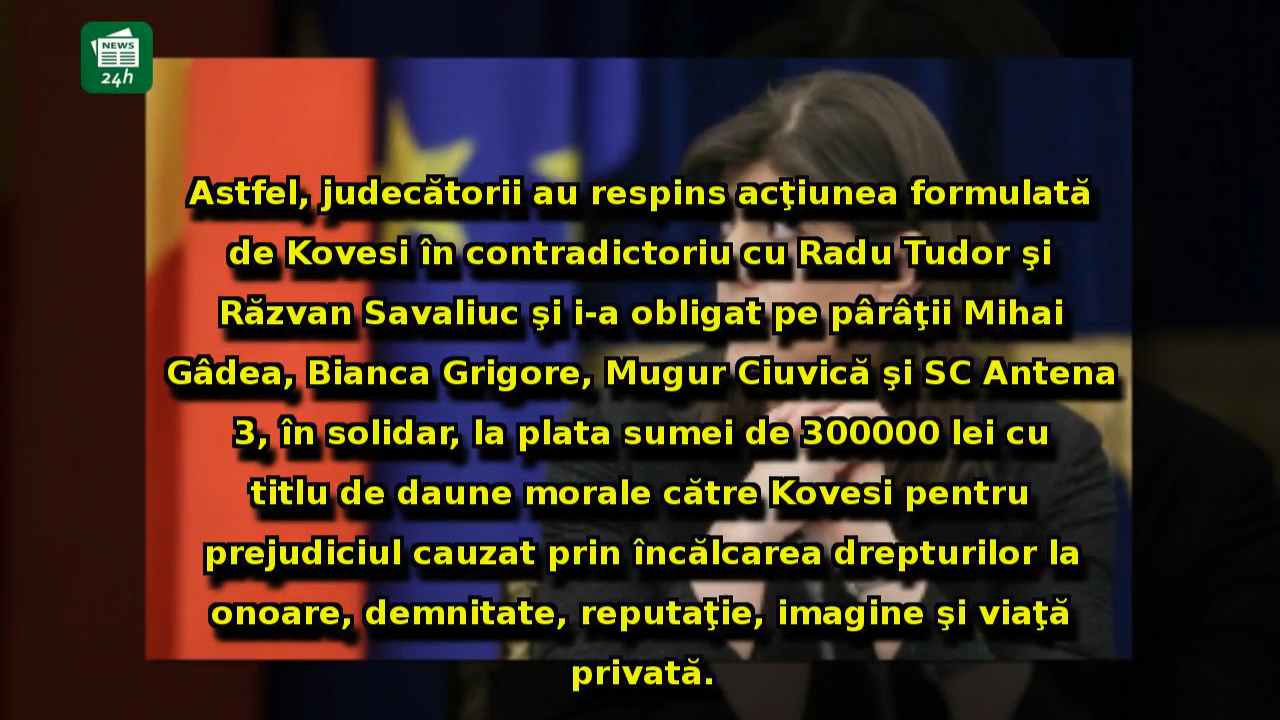 NEWS
24h
Astfel, judecătorii au respins acţiunea formulată
de Kovesi în contradictoriu cu Radu Tudor şi
Răzvan Savaliuc şi i-a obligat pe pârâţii Mihai
Gâdea, Bianca Grigore, Mugur Ciuvică şi SC Antena
3, în solidar, la plata sumei de 300000 lei cu
titlu de daune morale către Kovesi pentru
prejudiciul cauzat prin încălcarea drepturilor la
onoare, demnitate, reputaţie, imagine şi viaţă
privată.